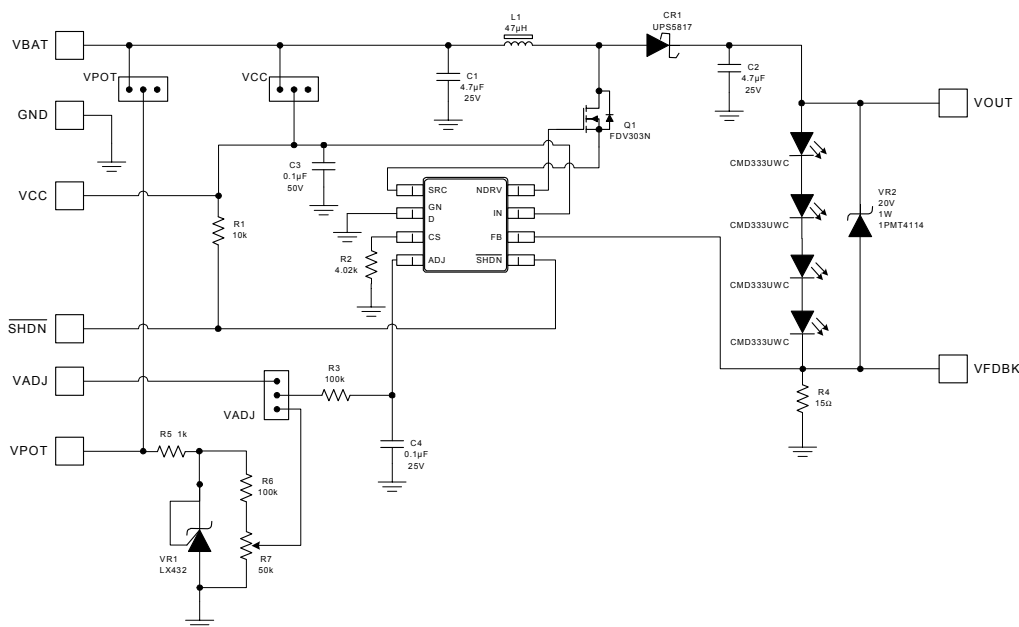 L1
47µH
CR1
UPS5817
VBAT
VPOT
VCC
C1
4.7µF
25V
C2
4.7µF
25V
GND
Q1
FDV303N
VOUT
C3
0.1µF
50V
CMD333UWC
VCC
SRC
NDRV
VR2
20V
1W
1PMT4114
GN
D
IN
R1
10k
CMD333UWC
CS
FB
R2
4.02k
ADJ
SHDN
CMD333UWC
SHDN
CMD333UWC
VADJ
R3
100k
VFDBK
VADJ
R4
15Ω
VPOT
R5 1k
C4
0.1µF
25V
R6
100k
VR1
LX432
R7
50k